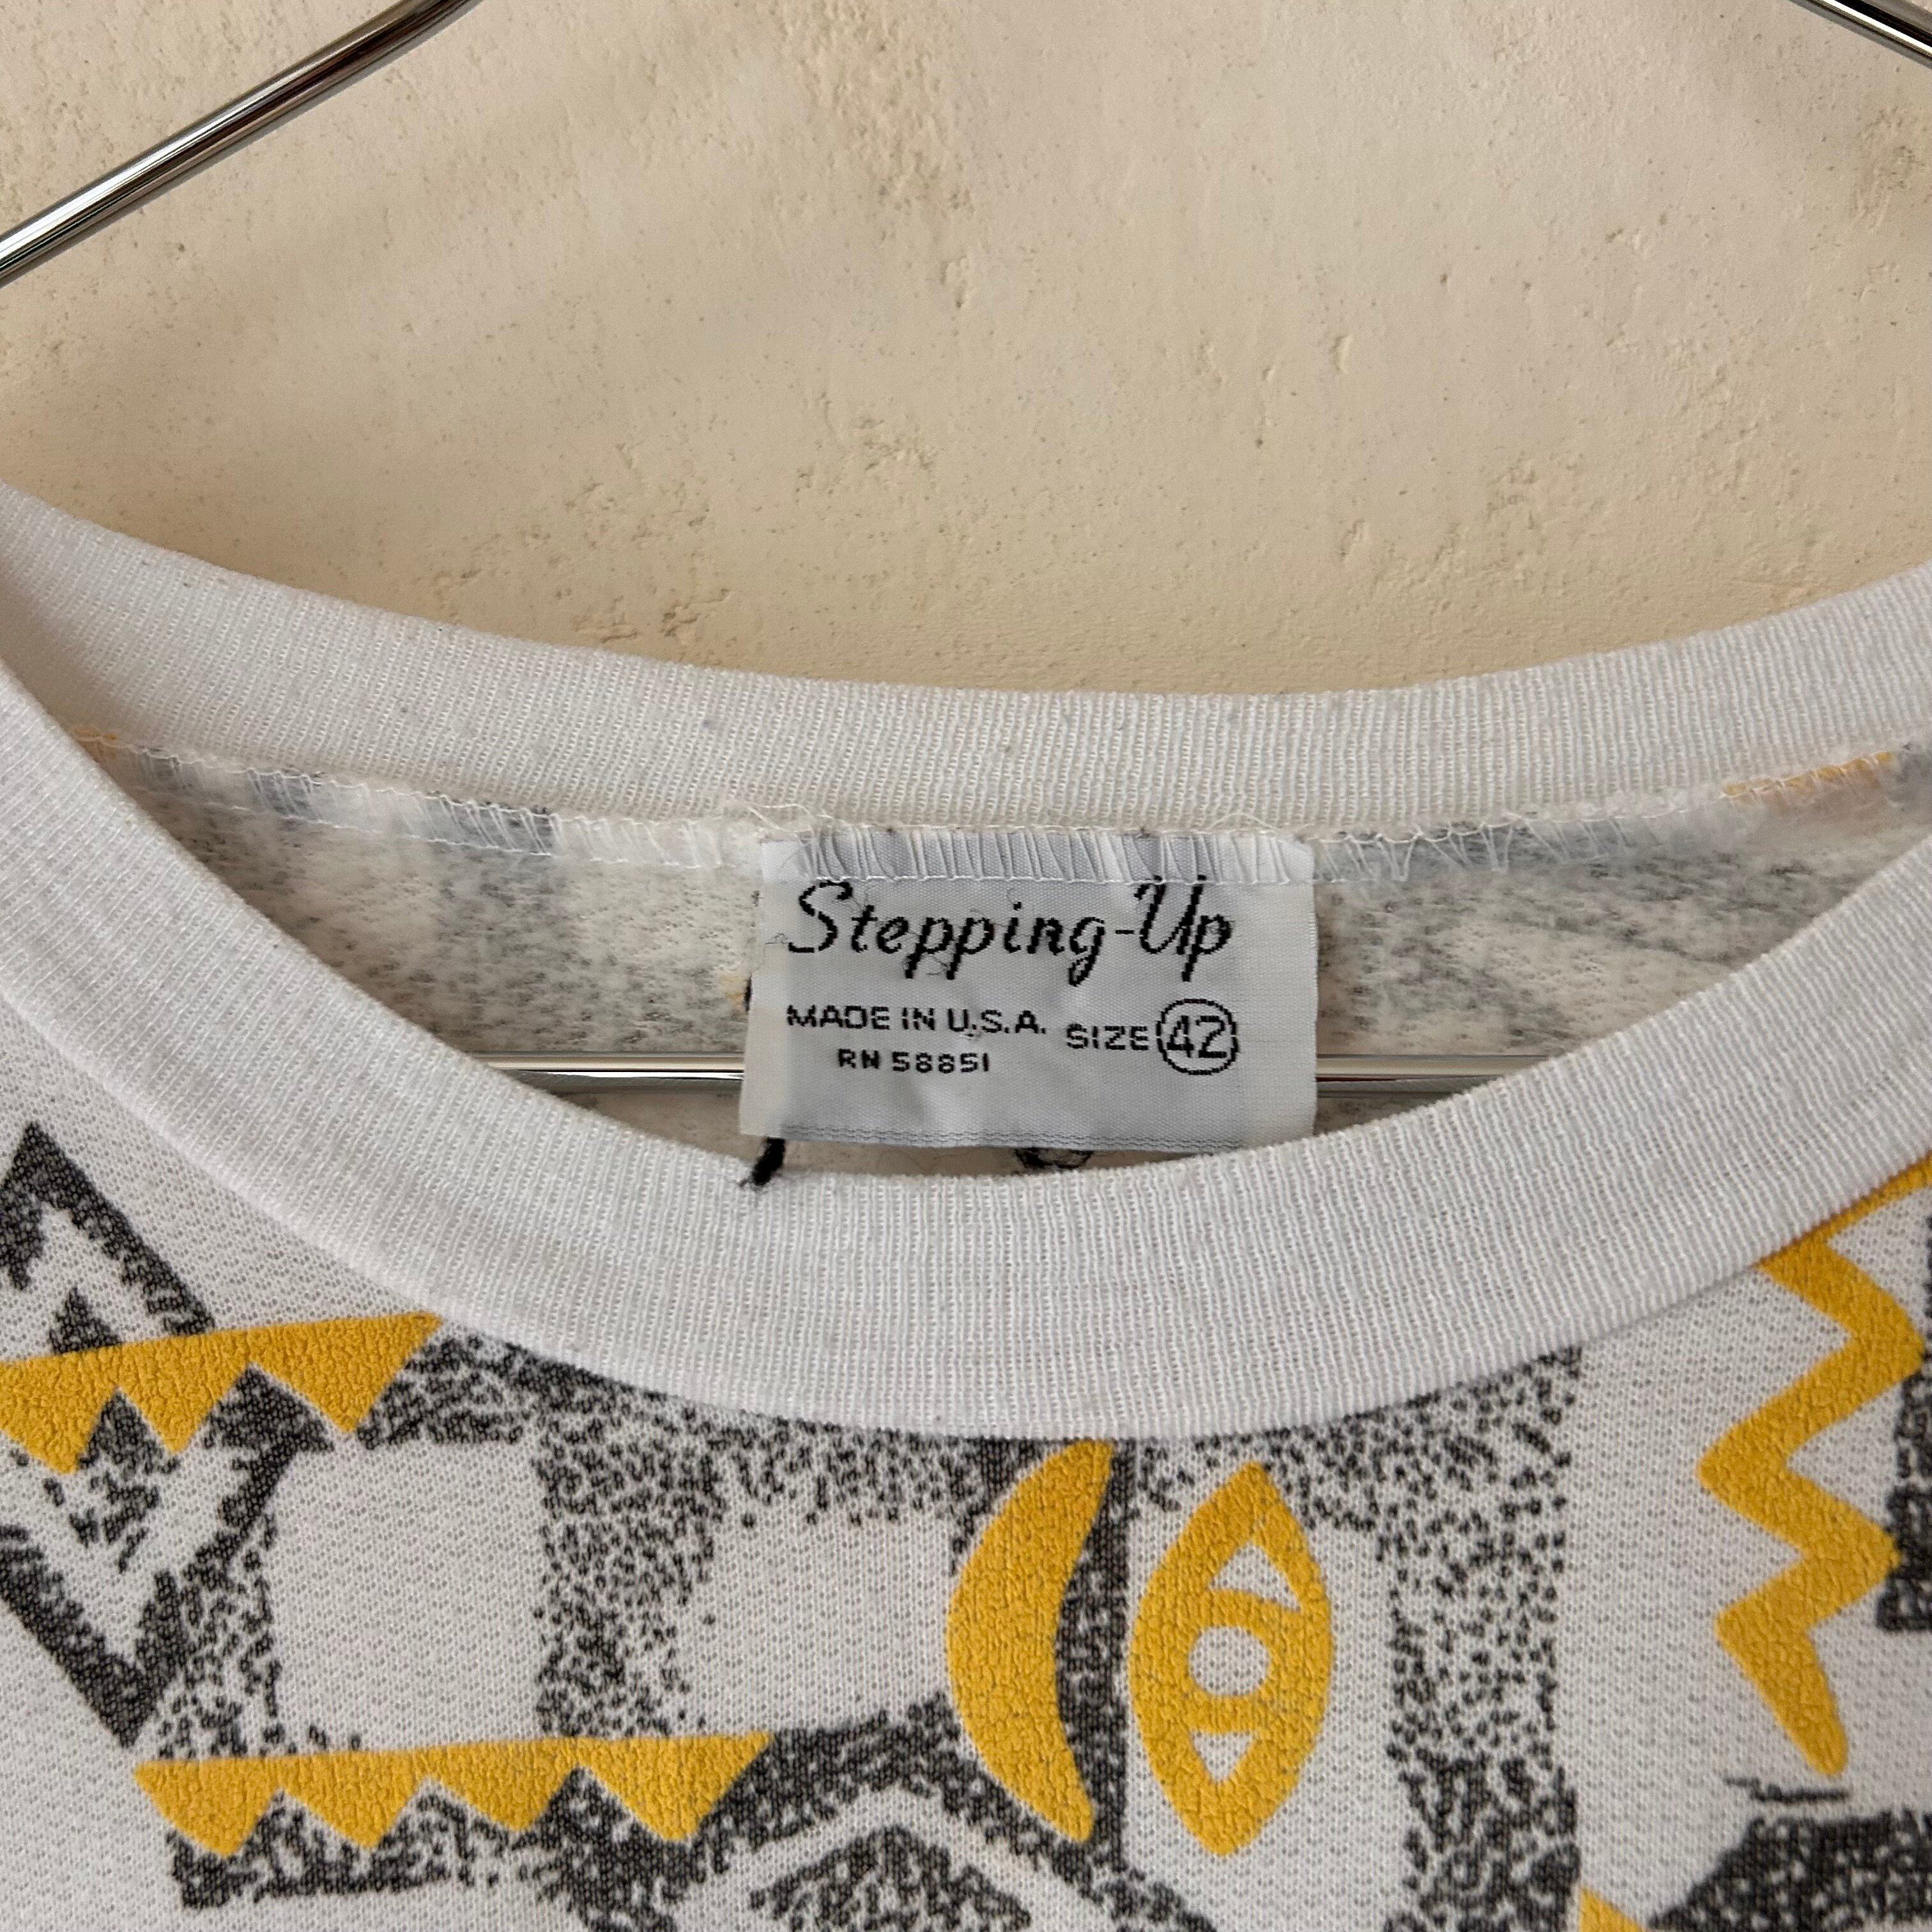 Stepping-Up
MADE IN U.S.A. SIZE 42
RN 58851